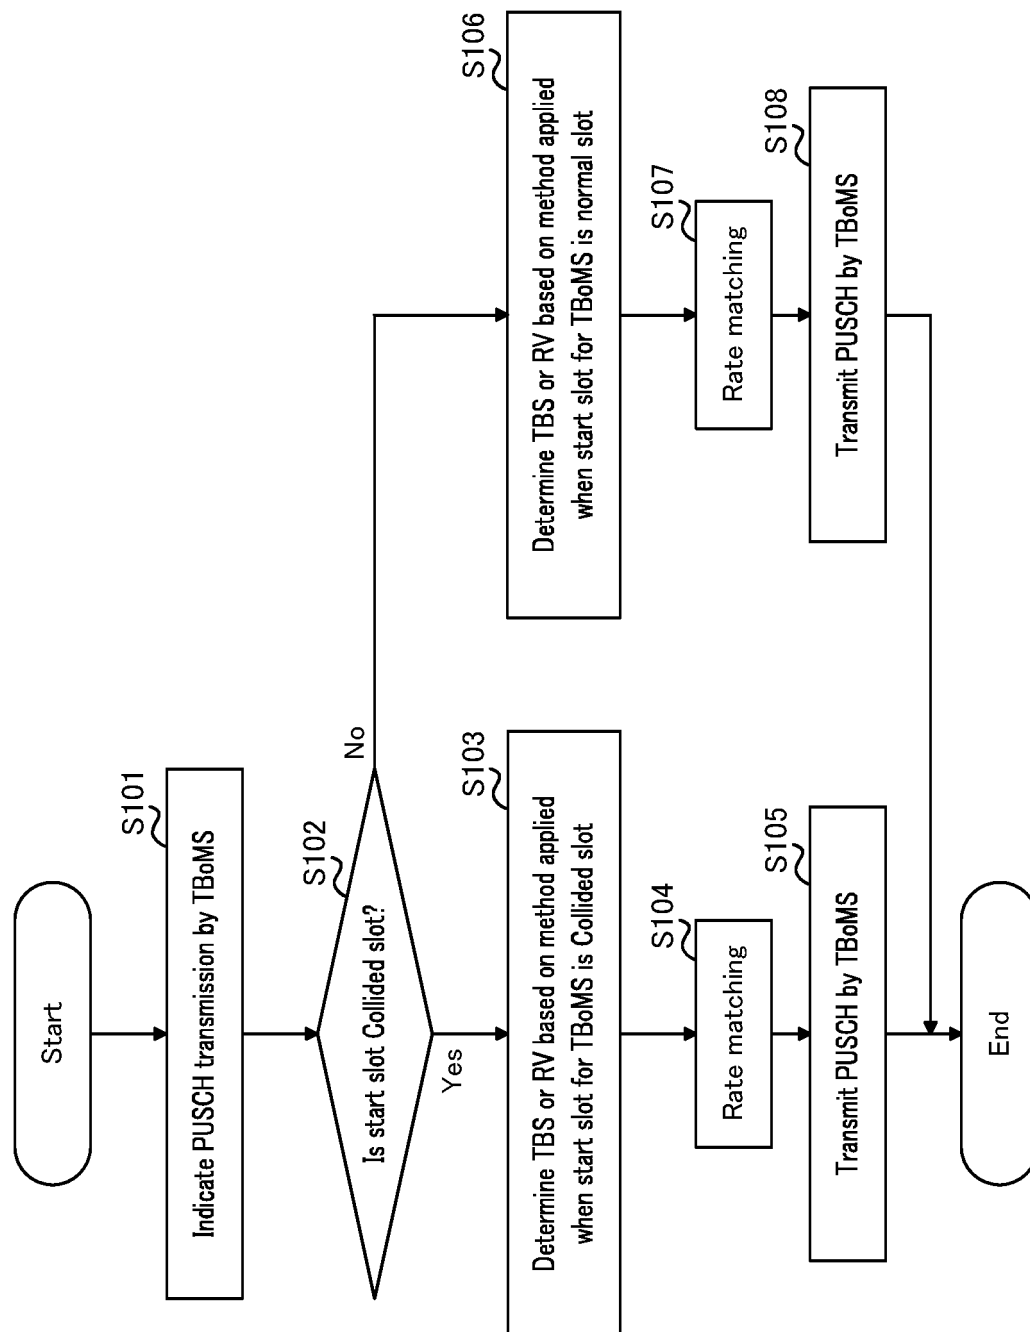 Start
S101
Indicate PUSCH transmission by TBoMS
S102
Is start slot Collided slot?
No
Yes
S103
Determine TBS or RV based on method applied
when start slot for TBoMS is Collided slot
S104
Rate matching
S105
Transmit PUSCH by TBoMS
S106
Determine TBS or RV based on method applied
when start slot for TBoMS is normal slot
S107
Rate matching
S108
Transmit PUSCH by TBoMS
End